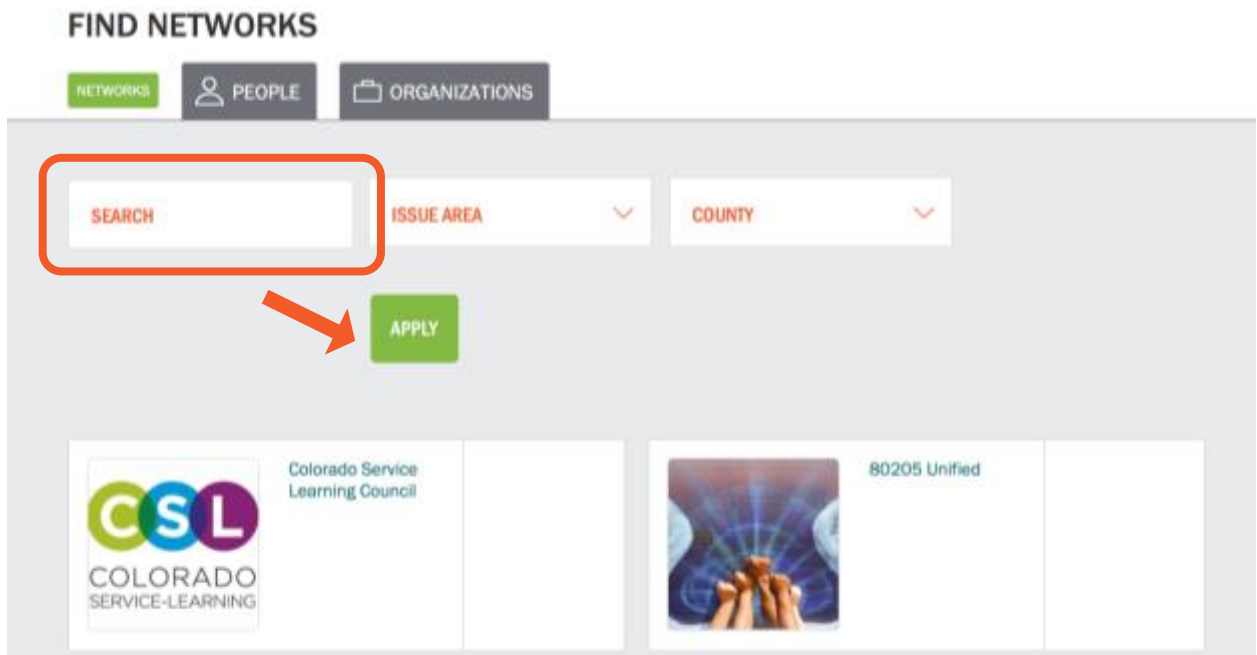 FIND NETWORKS
NETWORKS
PEOPLE
ORGANIZATIONS
SEARCH
ISSUE AREA
COUNTY
APPLY
CSL
COLORADO
SERVICE-LEARNING
Colorado Service
Learning Council
80205 Unified